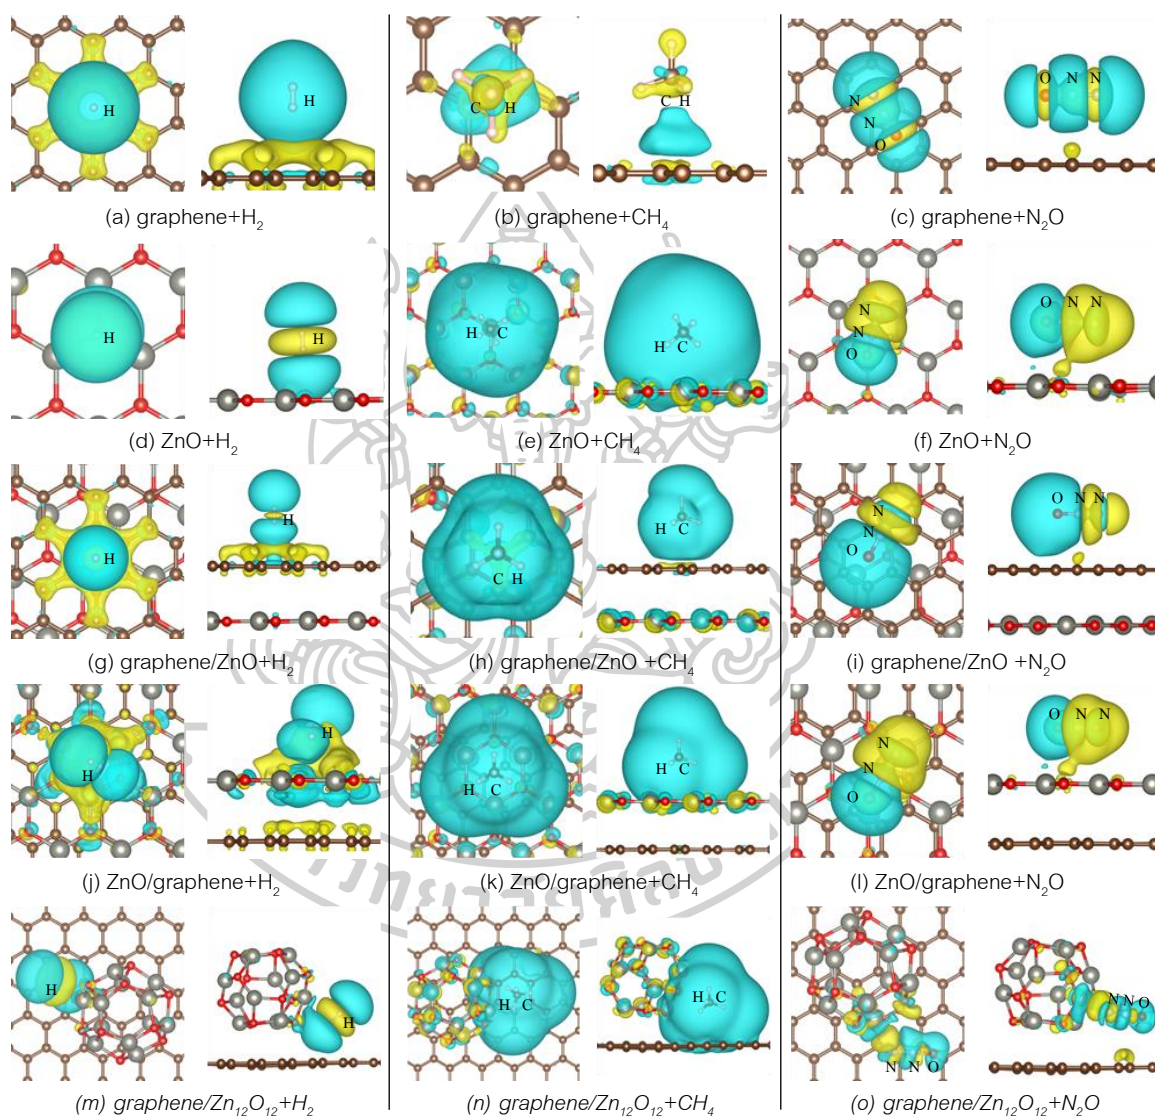 H H C H C H N N O O N N
(a) graphene+H₂ (b) graphene+CH₄ (c) graphene+N₂O
H H H C H C N N O O N N
(d) ZnO+H₂ (e) ZnO+CH₄ (f) ZnO+N₂O
H H C H H C N N O O N N
(g) graphene/ZnO+H₂ (h) graphene/ZnO +CH₄ (i) graphene/ZnO +N₂O
H H H C H C N N O O N N
(j) ZnO/graphene+H₂ (k) ZnO/graphene+CH₄ (l) ZnO/graphene+N₂O
H H H C H C N N O N N O
(m) graphene/Zn₁₂O₁₂+H₂ (n) graphene/Zn₁₂O₁₂+CH₄ (o) graphene/Zn₁₂O₁₂+N₂O